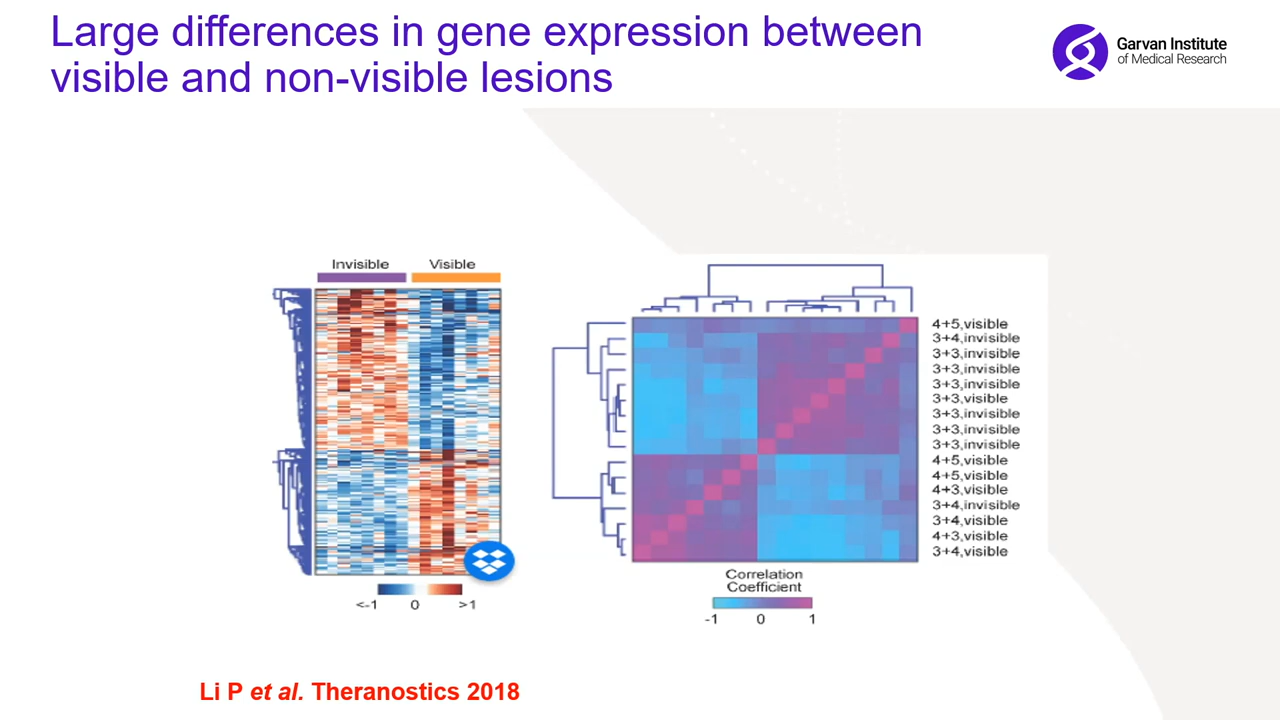 Large differences in gene expression between
visible and non-visible lesions
Garvan Institute
of Medical Research
Invisible
Visible
<-1
0
>1
4+5,visible
3+4,invisible
3+3,invisible
3+3,invisible
3+3,invisible
3+3,visible
3+3,invisible
3+3,invisible
3+3,invisible
4+5,visible
4+5,visible
4+3,visible
3+4,invisible
3+4,visible
4+3,visible
3+4,visible
Correlation
Coefficient
-1
0
1
Li P et al. Theranostics 2018